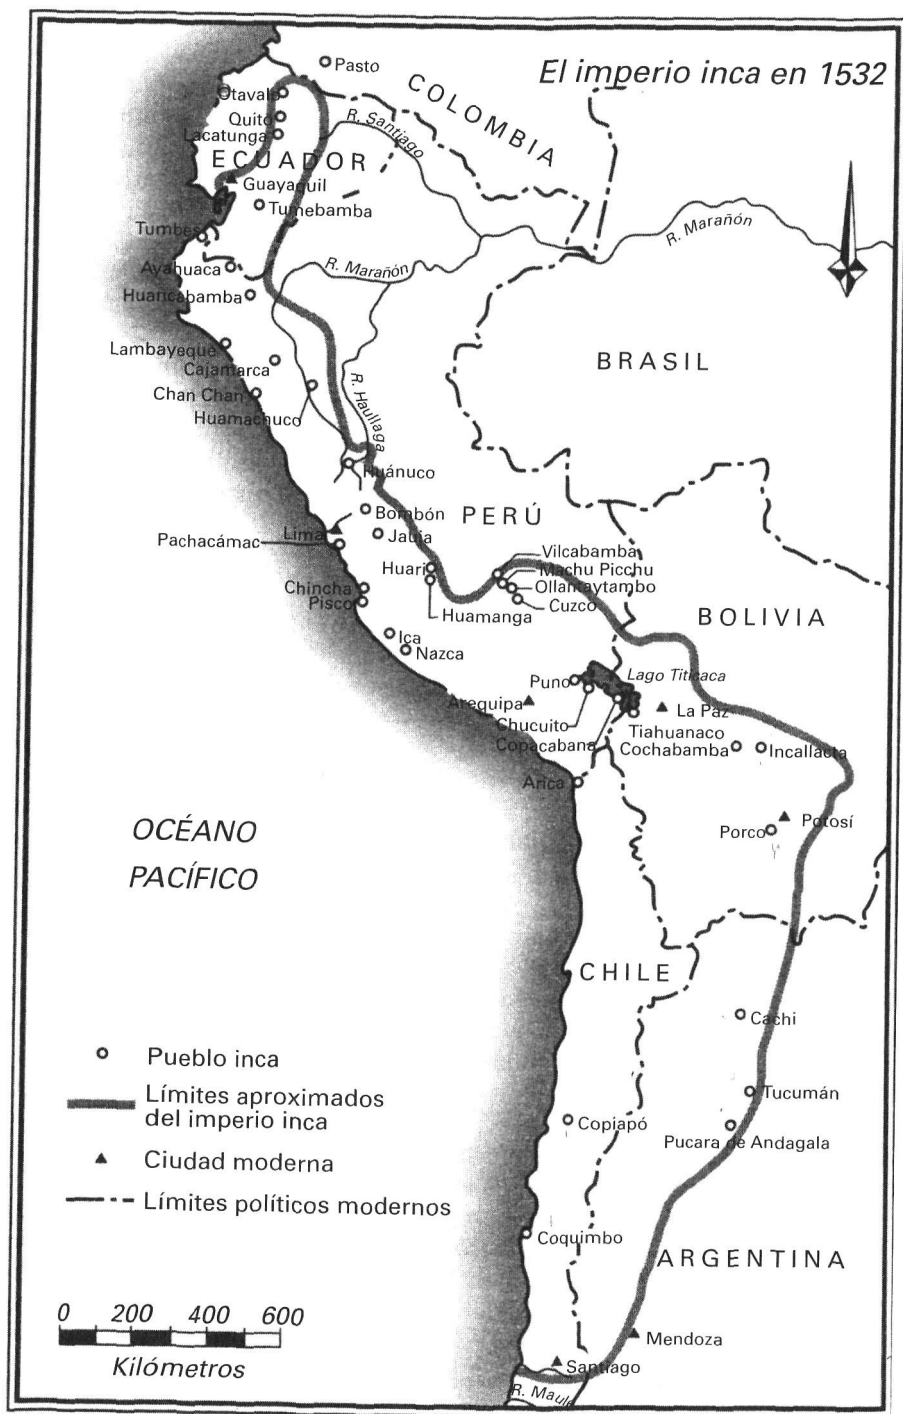 El imperio inca en 1532
Pasto
COLOMBIA
Otavalo
Quito
Lacatunga
R. Santiago
ECUADOR
Guayaquil
Tumebamba
Tumbes
R. Marañón
R. Marañón
Ayahuaca
Huancabamba
Lambayeque
Cajamarca
BRASIL
Chan Chan
Huamachuco
R. Haullaga
Huánuco
Bombón
PERÚ
Lima
Jauja
Pachacámac
Vilcabamba
Huari
Machu Picchu
Chincha
Ollantaytambo
Pisco
Cuzco
Huamanga
BOLIVIA
Ica
Nazca
Lago Titicaca
Puno
Arequipa
La Paz
Chucuito
Tiahuanaco
Copacabana
Cochabamba
Incallacta
Arica
OCÉANO
PACÍFICO
Potosí
Porco
CHILE
Cachi
Pueblo inca
Límites aproximados
del imperio inca
Tucumán
Copiapó
Pucara de Andagala
Ciudad moderna
Límites políticos modernos
Coquimbo
ARGENTINA
0 200 400 600
Kilómetros
Mendoza
Santiago
R. Maule